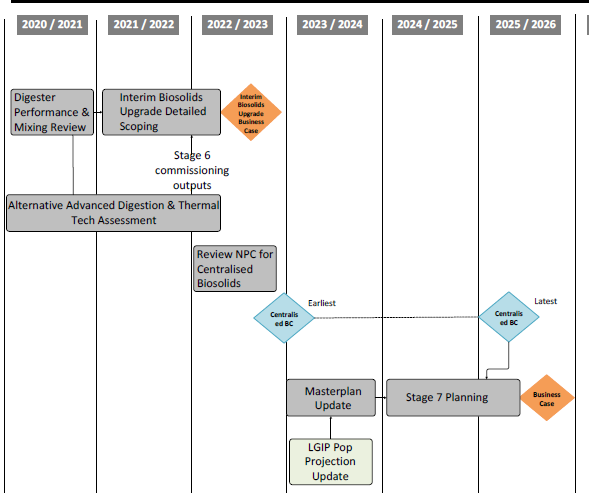 2020 / 2021
2021 / 2022
2022 / 2023
2023 / 2024
2024 / 2025
2025 / 2026
Digester
Performance &
Mixing Review
Interim Biosolids
Upgrade Detailed
Scoping
Interim
Biosolids
Upgrade
Business
Case
Stage 6
commissioning
outputs
Alternative Advanced Digestion & Thermal
Tech Assessment
Review NPC for
Centralised
Biosolids
Centralis
ed BC
Earliest
Centralis
ed BC
Latest
Masterplan
Update
Stage 7 Planning
Business
Case
LGIP Pop
Projection
Update